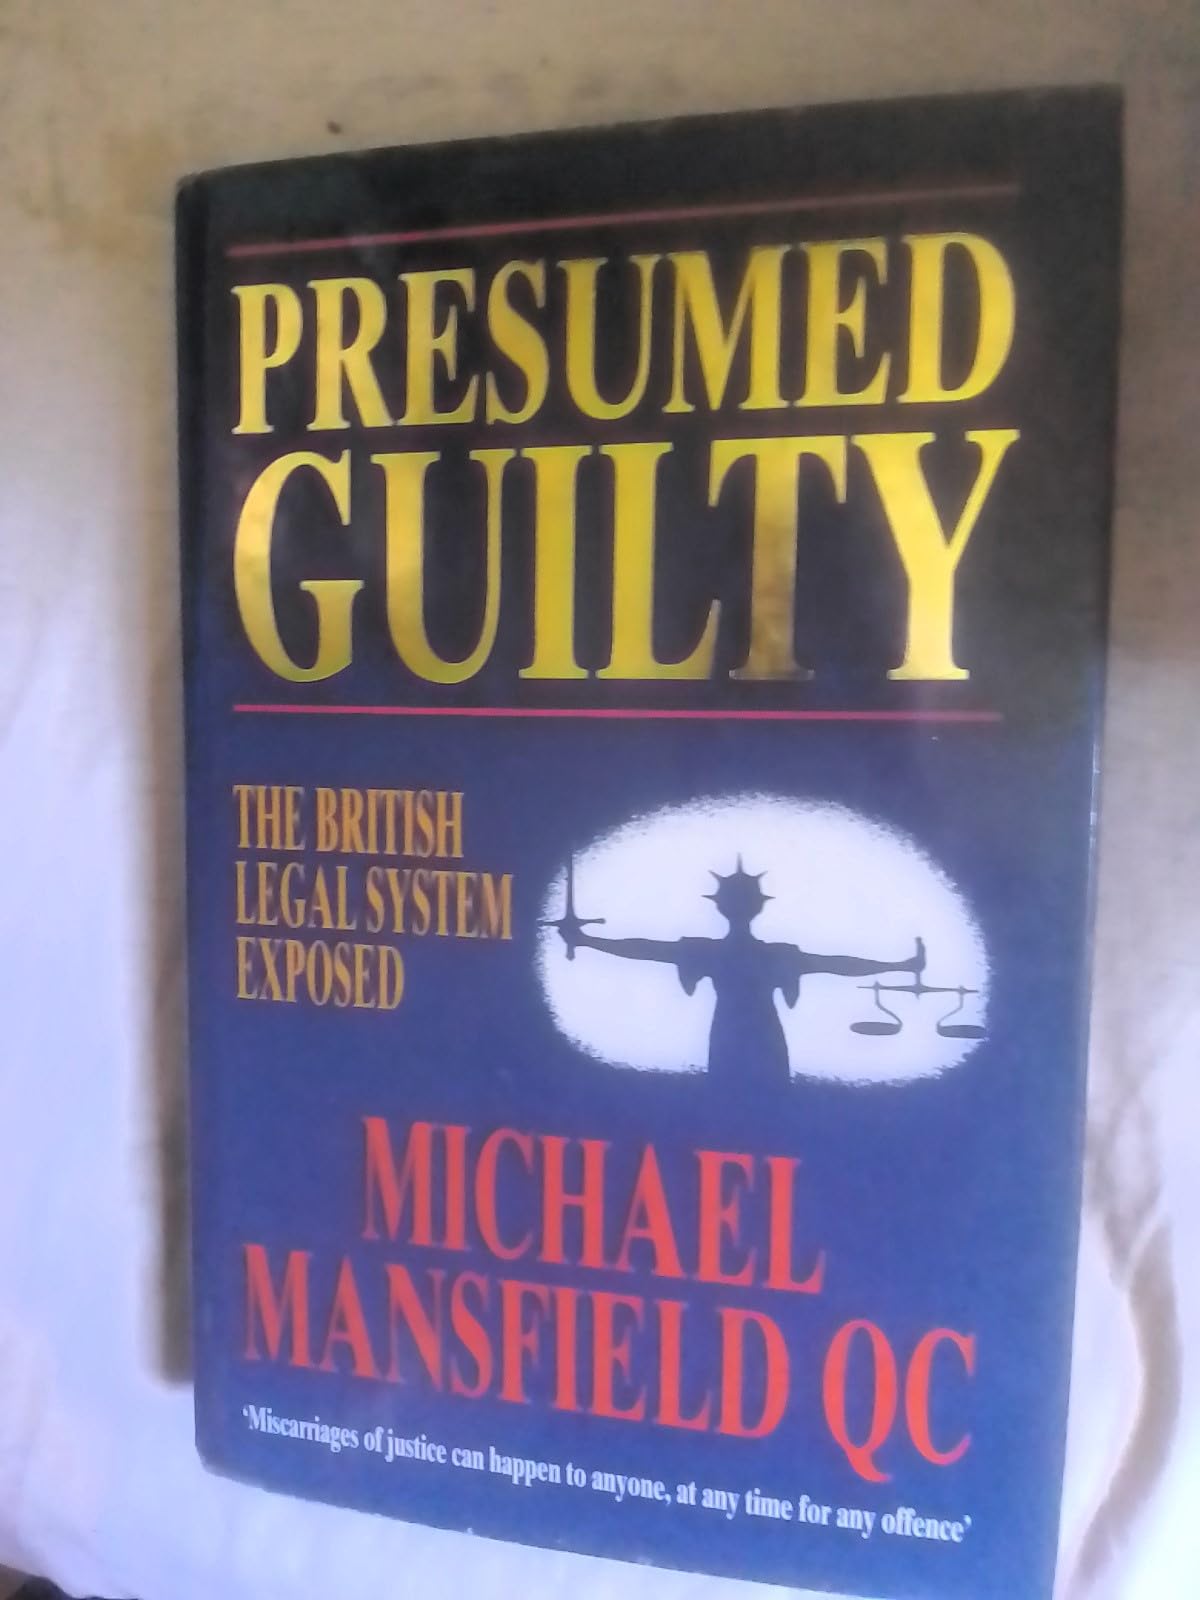 PRESUMED
GUILTY
THE BRITISH
LEGAL SYSTEM
EXPOSED
MICHAEL
MANSFIELD QC
‘Miscarriages of justice can happen to anyone, at any time for any offence’